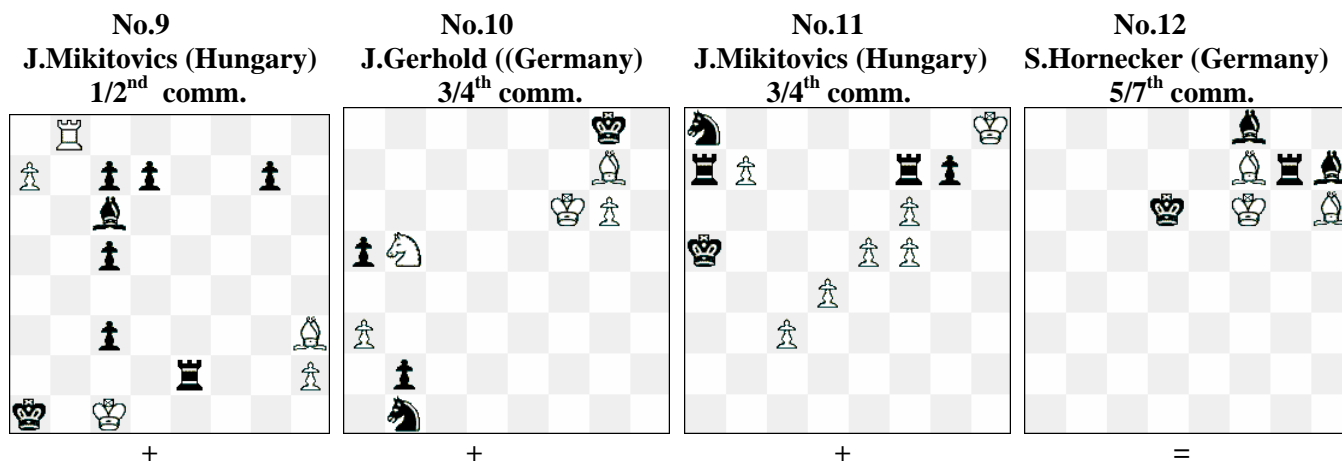 No.9
J.Mikitovics (Hungary)
1/2nd comm.
+
No.10
J.Gerhold ((Germany)
3/4th comm.
+
No.11
J.Mikitovics (Hungary)
3/4th comm.
+
No.12
S.Hornecker (Germany)
5/7th comm.
=